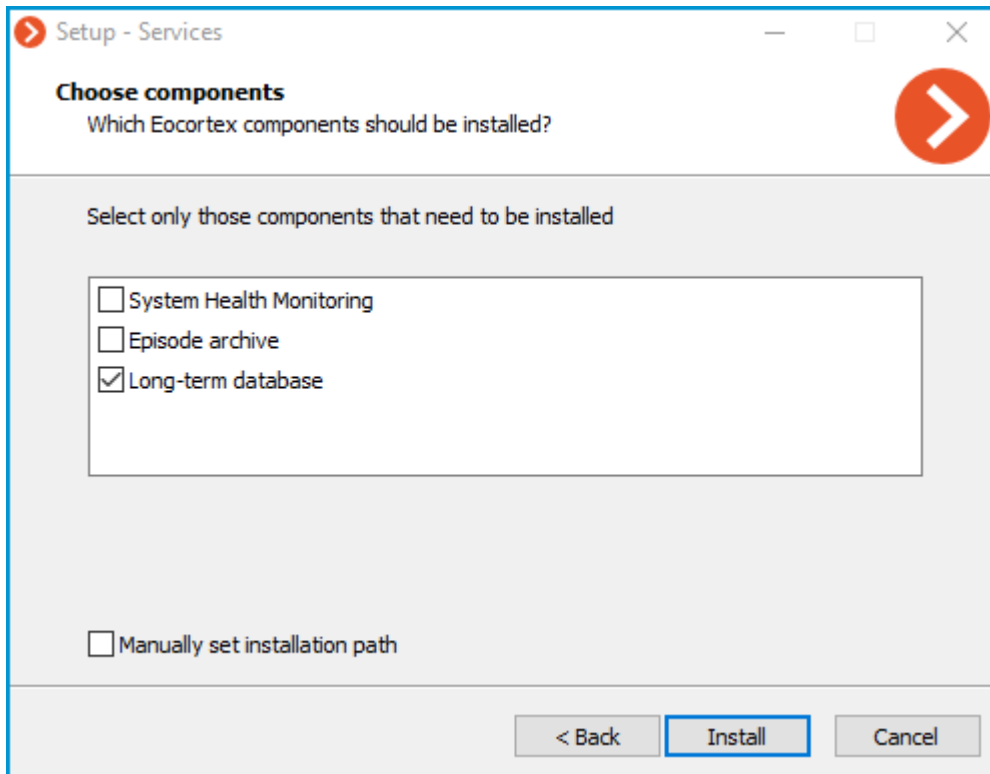 Setup - Services
Choose components
Which Eocortex components should be installed?
Select only those components that need to be installed
System Health Monitoring
Episode archive
Long-term database
Manually set installation path
< Back Install Cancel